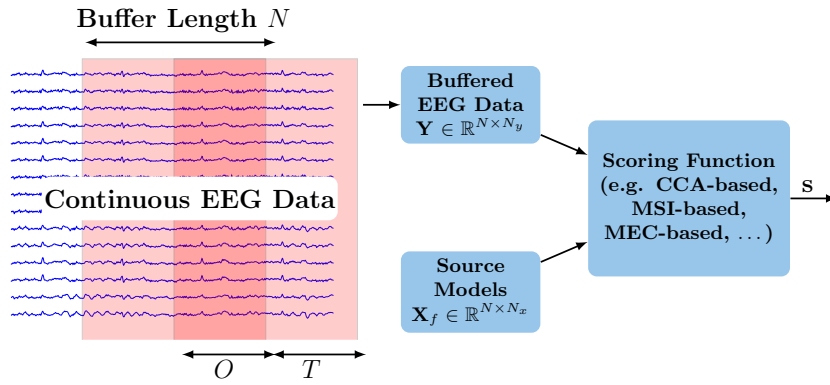 Buffer Length N
Continuous EEG Data
O
T
Buffered
EEG Data
Y ∈ ℝ^{N×N_y}
Source
Models
X_f ∈ ℝ^{N×N_x}
Scoring Function
(e.g. CCA-based,
MSI-based,
MEC-based, …)
s